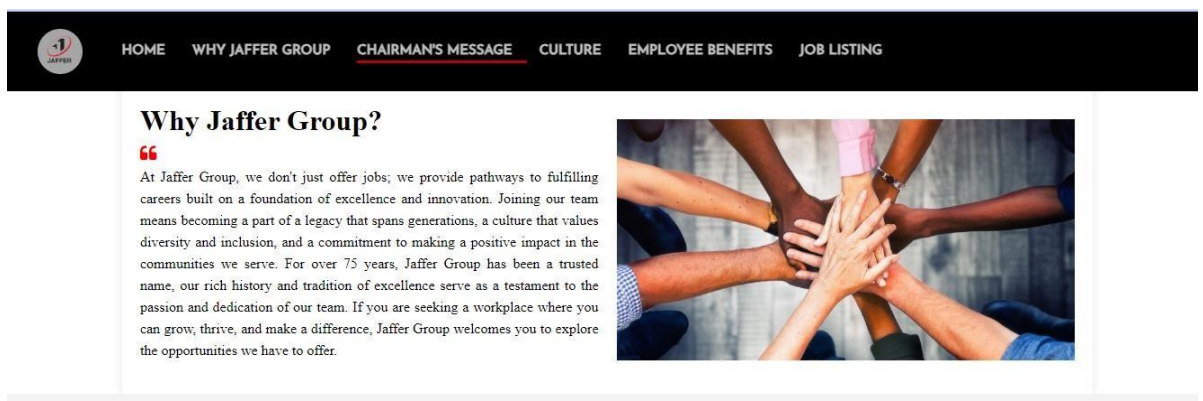 JAFFER
HOME WHY JAFFER GROUP CHAIRMAN'S MESSAGE CULTURE EMPLOYEE BENEFITS JOB LISTING
Why Jaffer Group?
“
At Jaffer Group, we don't just offer jobs; we provide pathways to fulfilling
careers built on a foundation of excellence and innovation. Joining our team
means becoming a part of a legacy that spans generations, a culture that values
diversity and inclusion, and a commitment to making a positive impact in the
communities we serve. For over 75 years, Jaffer Group has been a trusted
name, our rich history and tradition of excellence serve as a testament to the
passion and dedication of our team. If you are seeking a workplace where you
can grow, thrive, and make a difference, Jaffer Group welcomes you to explore
the opportunities we have to offer.